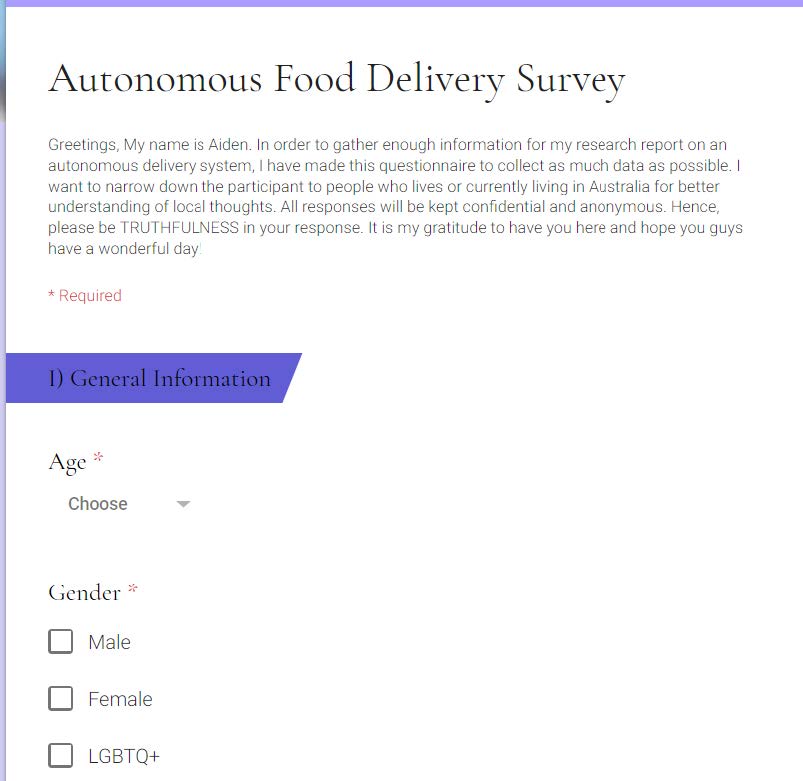 Autonomous Food Delivery Survey
Greetings, My name is Aiden. In order to gather enough information for my research report on an
autonomous delivery system, I have made this questionnaire to collect as much data as possible. I
want to narrow down the participant to people who lives or currently living in Australia for better
understanding of local thoughts. All responses will be kept confidential and anonymous. Hence,
please be TRUTHFULNESS in your response. It is my gratitude to have you here and hope you guys
have a wonderful day!
* Required
I) General Information
Age *
Choose
Gender *
Male
Female
LGBTQ+